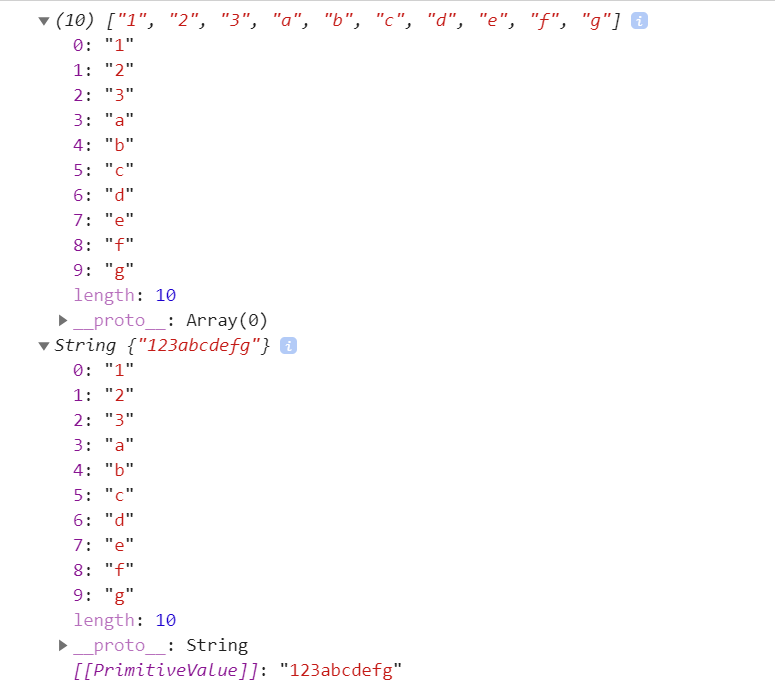 (10) ["1", "2", "3", "a", "b", "c", "d", "e", "f", "g"] i
0: "1"
1: "2"
2: "3"
3: "a"
4: "b"
5: "c"
6: "d"
7: "e"
8: "f"
9: "g"
length: 10
__proto__: Array(0)
String {"123abcdefg"} i
0: "1"
1: "2"
2: "3"
3: "a"
4: "b"
5: "c"
6: "d"
7: "e"
8: "f"
9: "g"
length: 10
__proto__: String
[[PrimitiveValue]]: "123abcdefg"